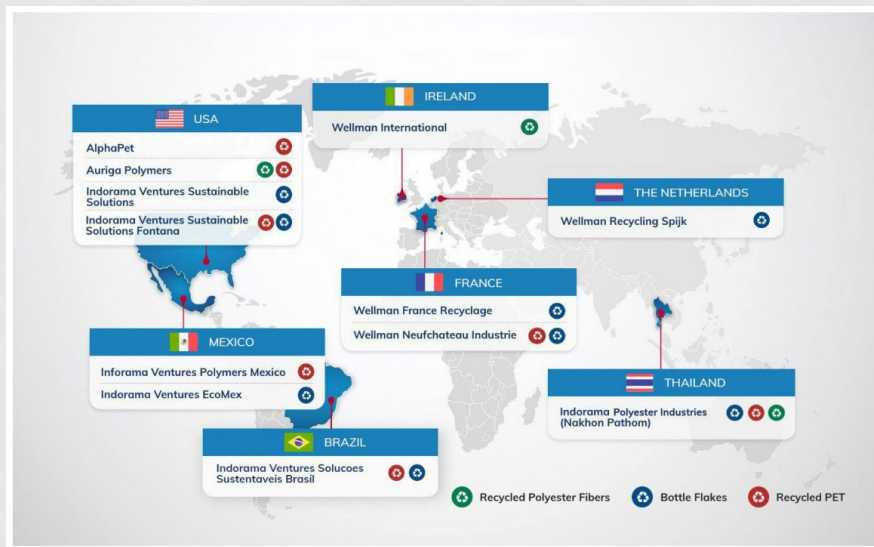 USA
AlphaPet
Auriga Polymers
Indorama Ventures Sustainable
Solutions
Indorama Ventures Sustainable
Solutions Fontana
IRELAND
Wellman International
THE NETHERLANDS
Wellman Recycling Spijk
FRANCE
Wellman France Recyclage
Wellman Neufchateau Industrie
MEXICO
Inforama Ventures Polymers Mexico
Indorama Ventures EcoMex
THAILAND
Indorama Polyester Industries
(Nakhon Pathom)
BRAZIL
Indorama Ventures Solucoes
Sustentaveis Brasil
Recycled Polyester Fibers
Bottle Flakes
Recycled PET